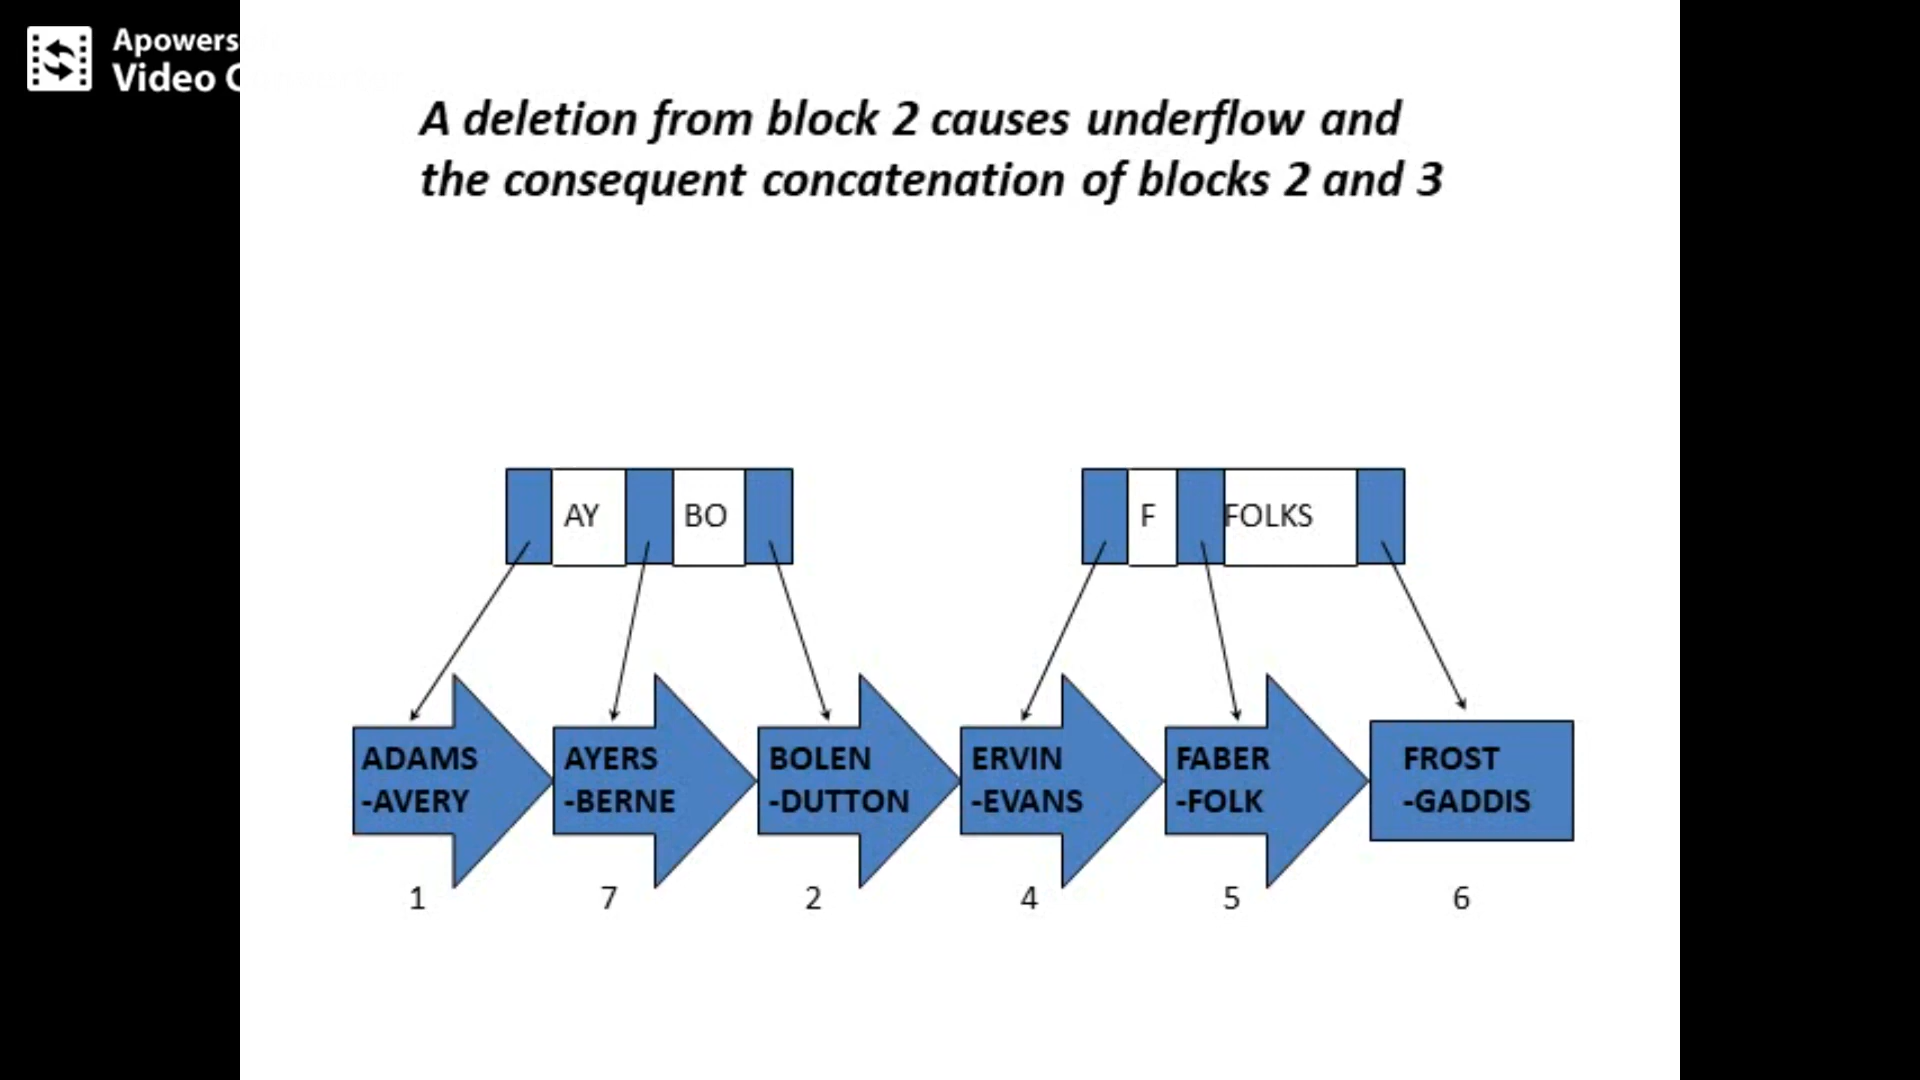 Apowers
Video C
A deletion from block 2 causes underflow and
the consequent concatenation of blocks 2 and 3
AY BO F FOLKS
ADAMS
-AVERY
AYERS
-BERNE
BOLEN
-DUTTON
ERVIN
-EVANS
FABER
-FOLK
FROST
-GADDIS
1 7 2 4 5 6